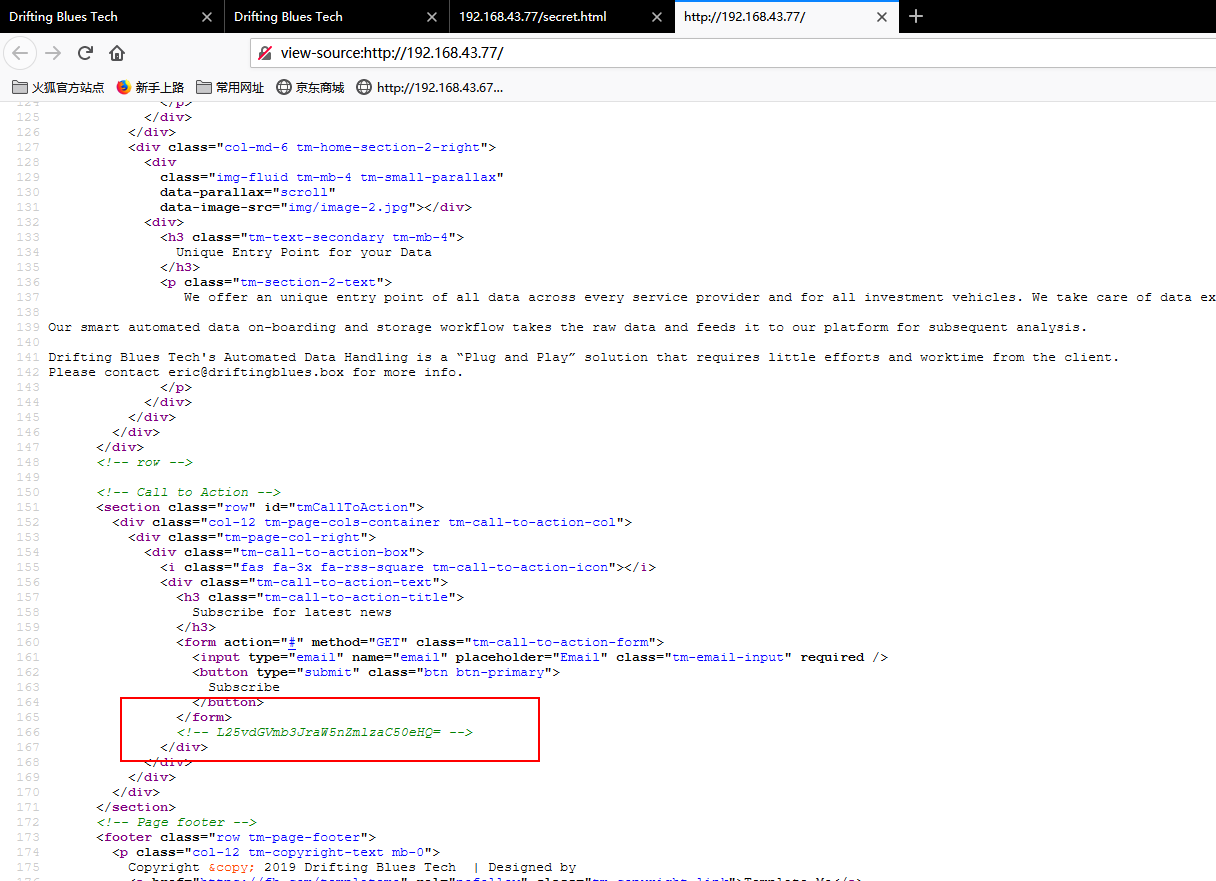 Drifting Blues Tech
Drifting Blues Tech
192.168.43.77/secret.html
http://192.168.43.77/
view-source:http://192.168.43.77/
火狐官方站点 新手上路 常用网址 京东商城 http://192.168.43.67...
124 </p>
125 </div>
126 </div>
127 <div class="col-md-6 tm-home-section-2-right">
128 <div
129 class="img-fluid tm-mb-4 tm-small-parallax"
130 data-parallax="scroll"
131 data-image-src="img/image-2.jpg"></div>
132 <div>
133 <h3 class="tm-text-secondary tm-mb-4">
134 Unique Entry Point for your Data
135 </h3>
136 <p class="tm-section-2-text">
137 We offer an unique entry point of all data across every service provider and for all investment vehicles. We take care of data ex
138
139 Our smart automated data on-boarding and storage workflow takes the raw data and feeds it to our platform for subsequent analysis.
140
141 Drifting Blues Tech's Automated Data Handling is a “Plug and Play” solution that requires little efforts and worktime from the client.
142 Please contact eric@driftingblues.box for more info.
143 </p>
144 </div>
145 </div>
146 </div>
147 </div>
148 <!-- row -->
149
150 <!-- Call to Action -->
151 <section class="row" id="tmCallToAction">
152 <div class="col-12 tm-page-cols-container tm-call-to-action-col">
153 <div class="tm-page-col-right">
154 <div class="tm-call-to-action-box">
155 <i class="fas fa-3x fa-rss-square tm-call-to-action-icon"></i>
156 <div class="tm-call-to-action-text">
157 <h3 class="tm-call-to-action-title">
158 Subscribe for latest news
159 </h3>
160 <form action="#" method="GET" class="tm-call-to-action-form">
161 <input type="email" name="email" placeholder="Email" class="tm-email-input" required />
162 <button type="submit" class="btn btn-primary">
163 Subscribe
164 </button>
165 </form>
166 <!-- L25vdGVmb3JraW5nZmlzaC50eHQ= -->
167 </div>
168 </div>
169 </div>
170 </div>
171 </section>
172 <!-- Page footer -->
173 <footer class="row tm-page-footer">
174 <p class="col-12 tm-copyright-text mb-0">
175 Copyright &copy; 2019 Drifting Blues Tech | Designed by